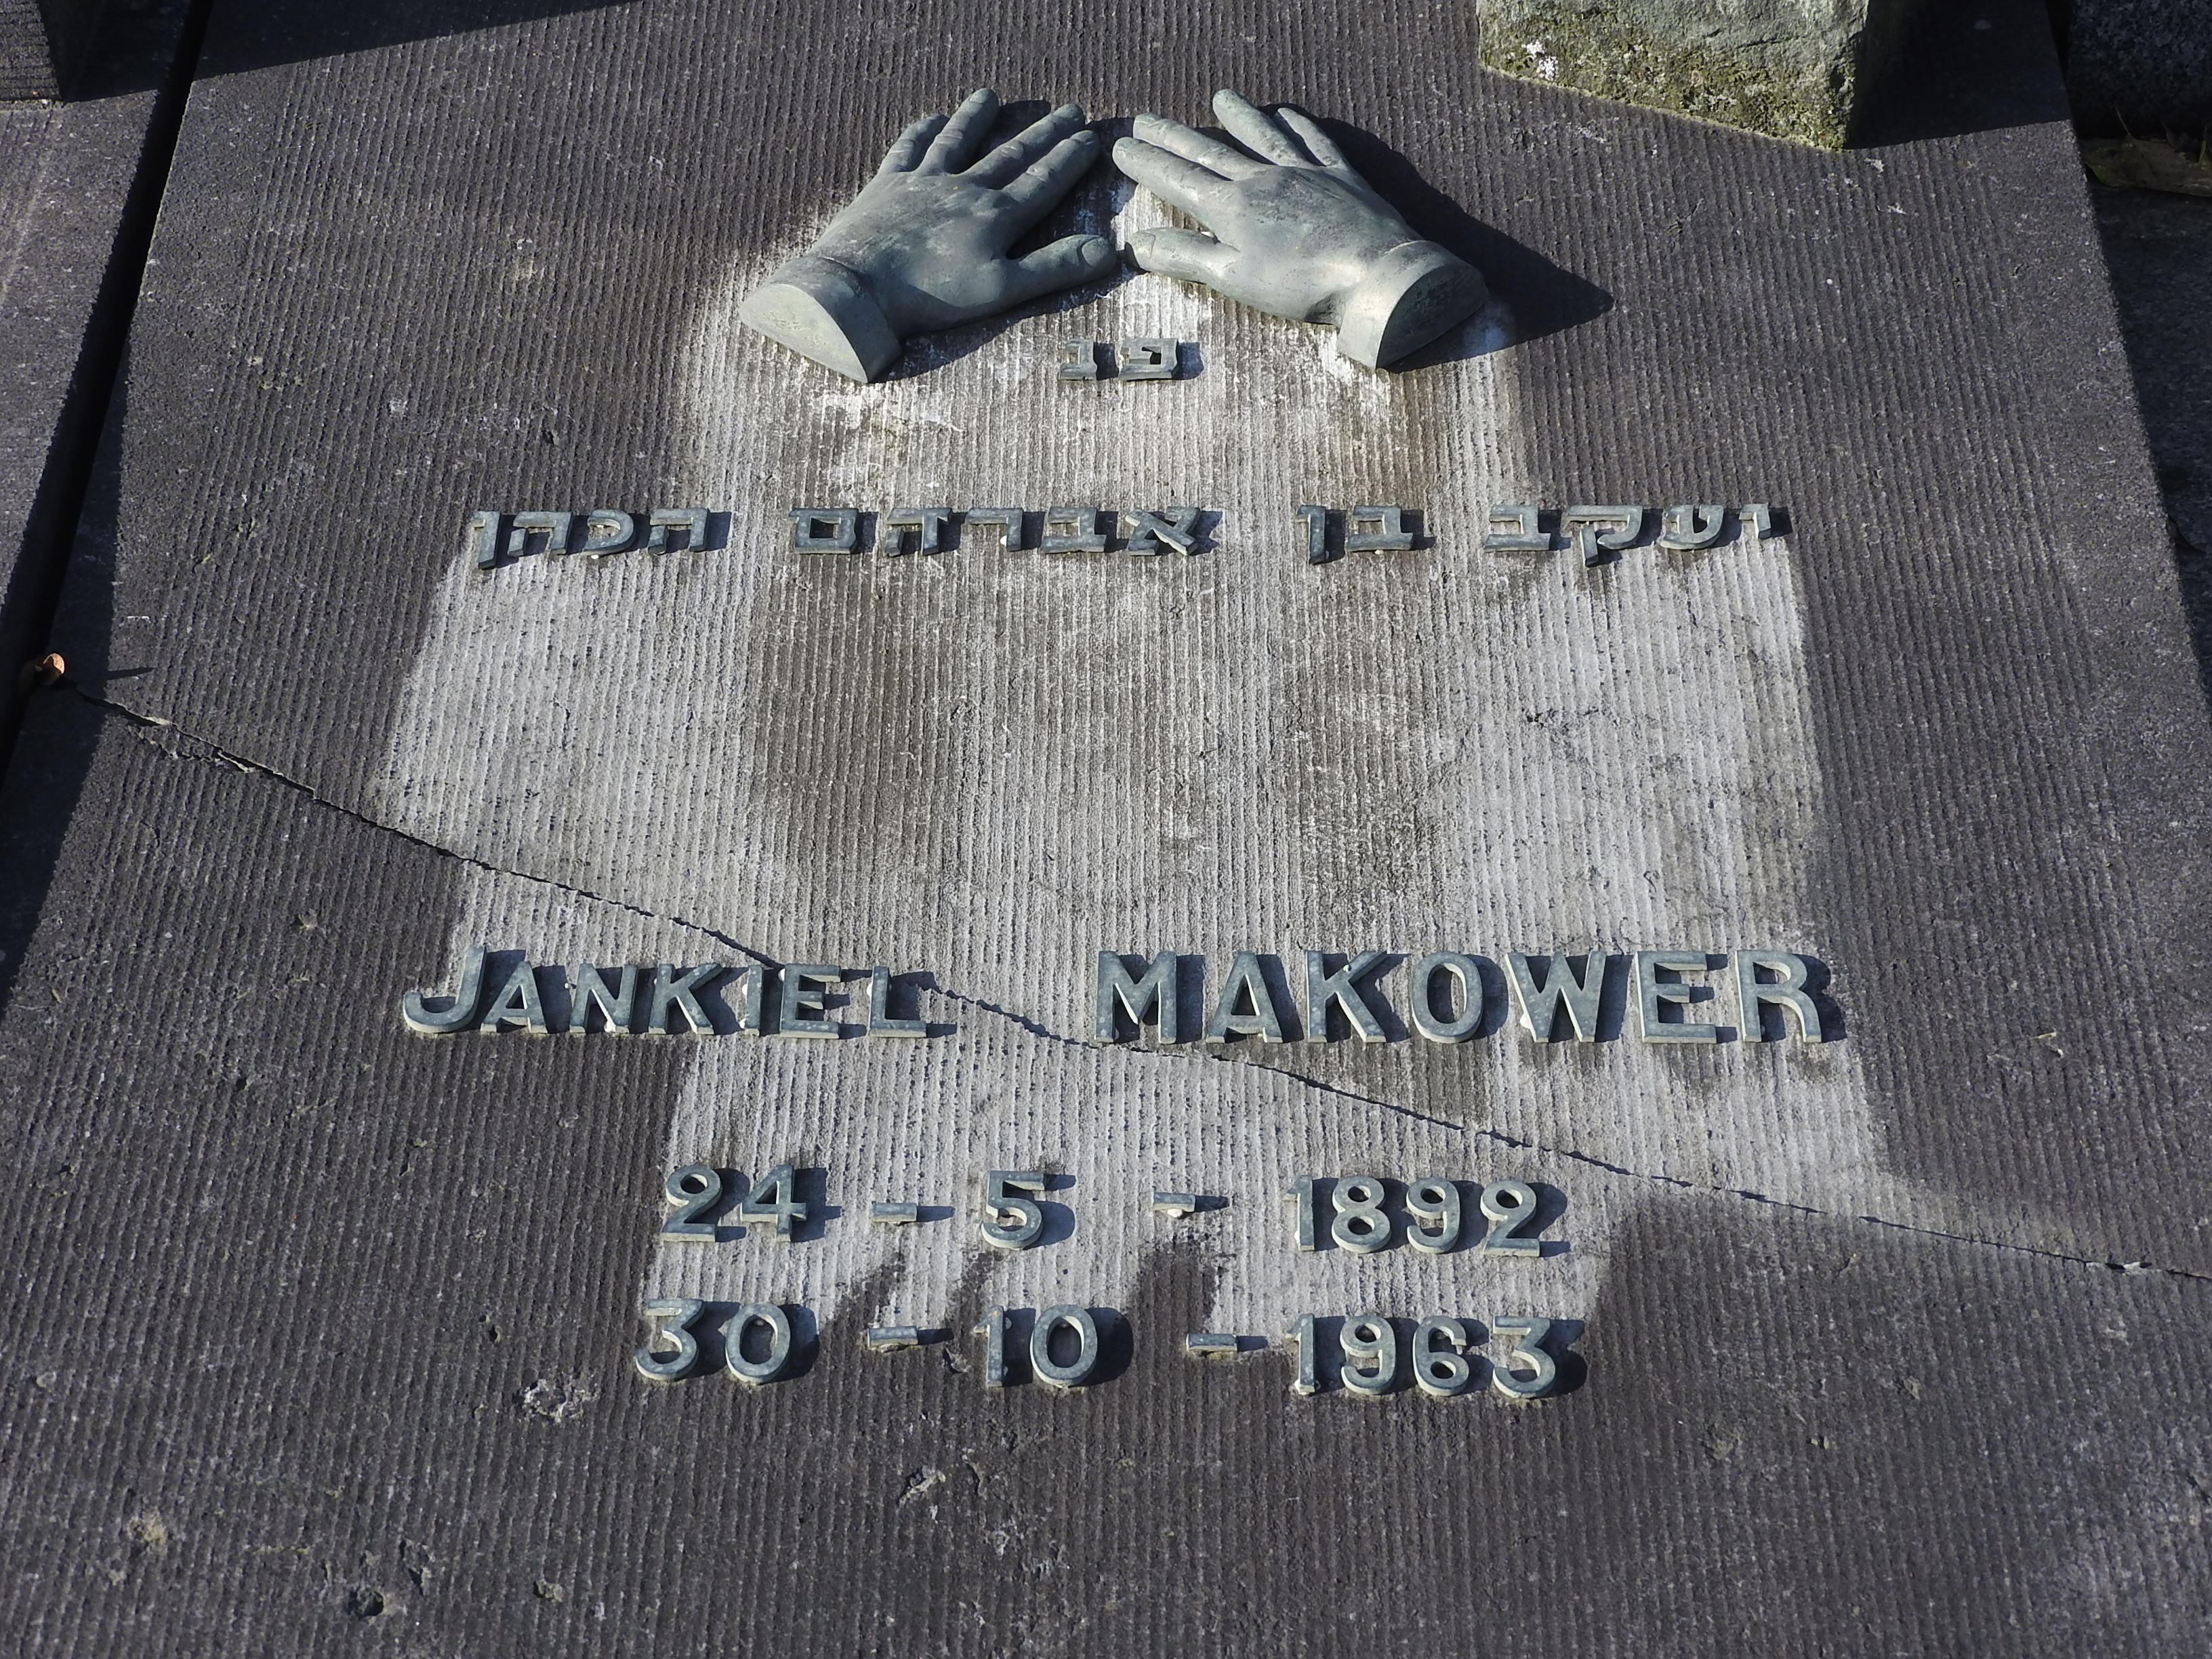 פנ
יעקב בן אברהם הכהן
JANKIEL MAKOWER
24 - 5 - 1892
30 - 10 - 1963